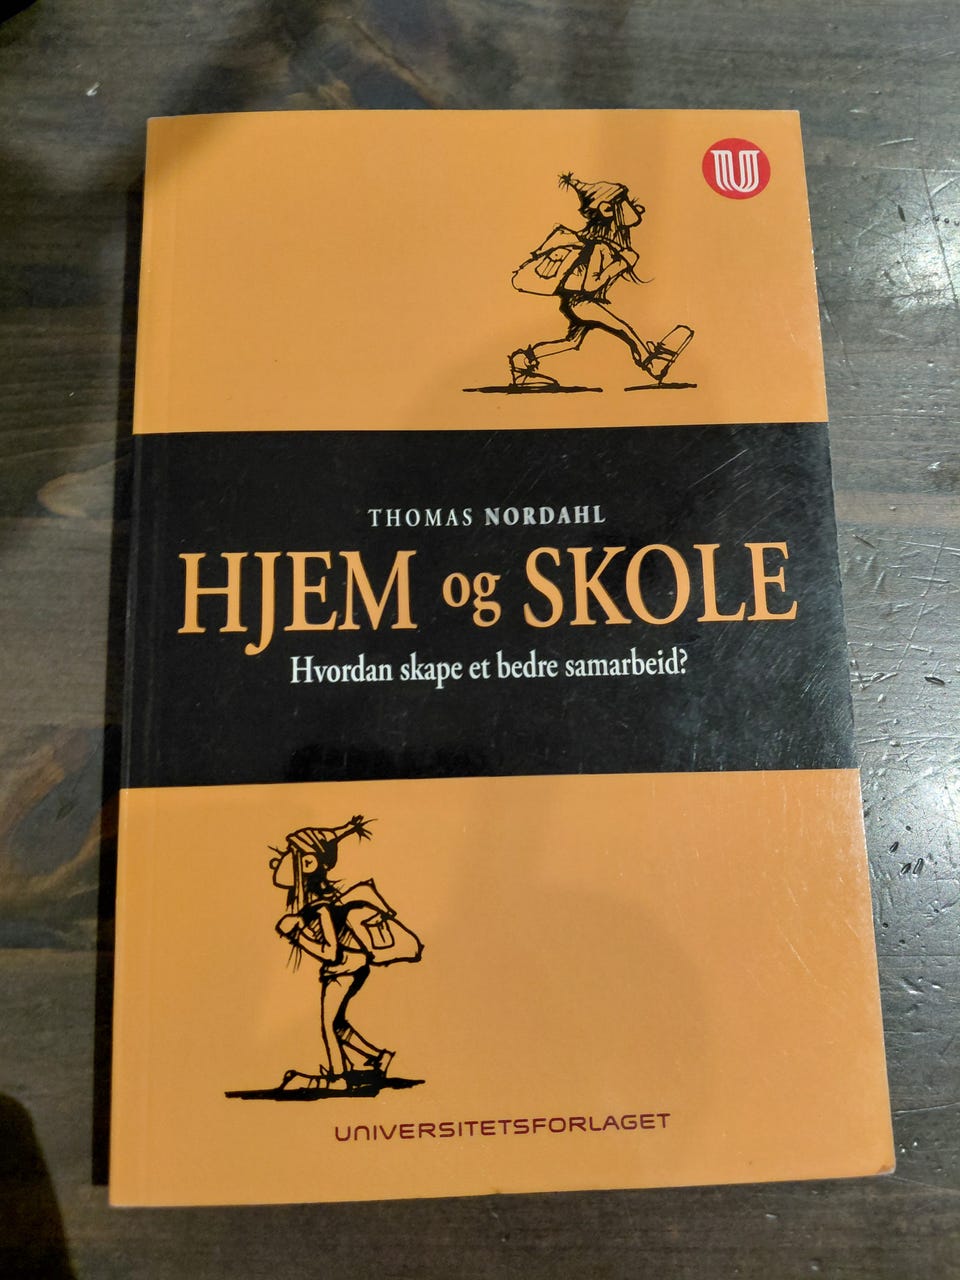 U
THOMAS NORDAHL
HJEM og SKOLE
Hvordan skape et bedre samarbeid?
UNIVERSITETSFORLAGET